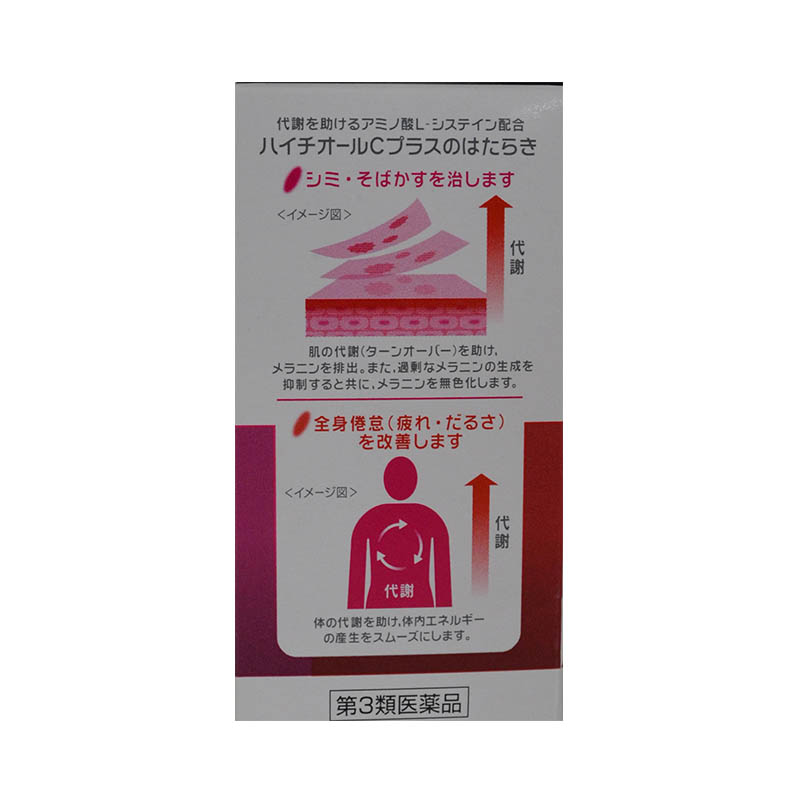 代謝を助けるアミノ酸L-システイン配合
ハイチオールCプラスのはたらき
シミ・そばかすを治します
<イメージ図>
代謝
肌の代謝(ターンオーバー)を助け,
メラニンを排出。また,過剰なメラニンの生成を
抑制すると共に,メラニンを無色化します。
全身倦怠(疲れ・だるさ)
を改善します
<イメージ図>
代謝
代謝
体の代謝を助け,体内エネルギー
の産生をスムーズにします。
第3類医薬品